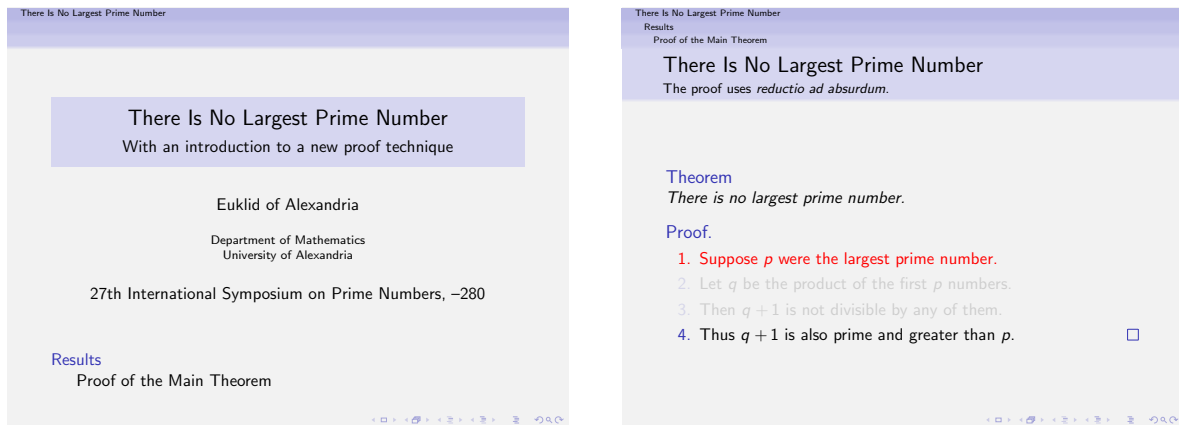 There Is No Largest Prime Number
There Is No Largest Prime Number
With an introduction to a new proof technique
Euklid of Alexandria
Department of Mathematics
University of Alexandria
27th International Symposium on Prime Numbers, –280
Results
Proof of the Main Theorem
There Is No Largest Prime Number
Results
Proof of the Main Theorem
There Is No Largest Prime Number
The proof uses reductio ad absurdum.
Theorem
There is no largest prime number.
Proof.
1. Suppose p were the largest prime number.
2. Let q be the product of the first p numbers.
3. Then q + 1 is not divisible by any of them.
4. Thus q + 1 is also prime and greater than p.